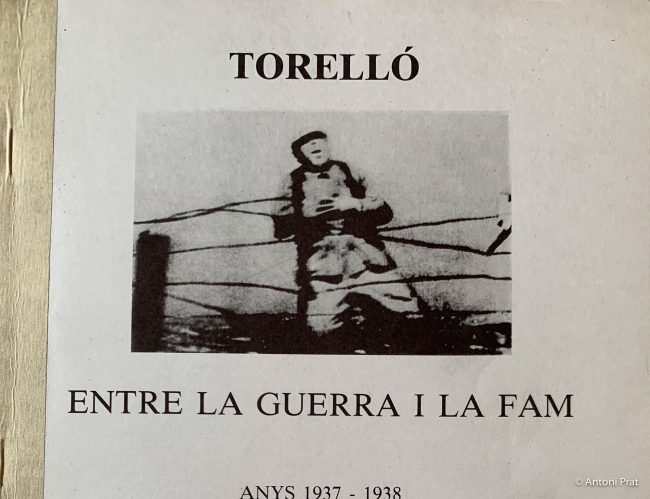 TORELLÓ
ENTRE LA GUERRA I LA FAM
ANYS 1937 - 1938
© Antoni Prat